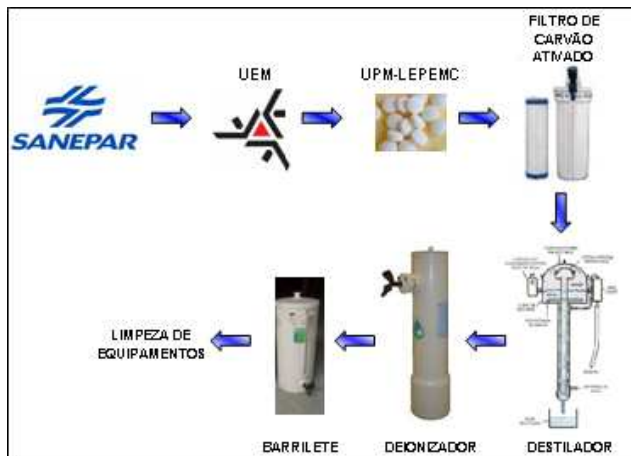 FILTRO DE
CARVÃO
ATIVADO
UEM
UPM-LEPEMC
SANEPAR
LIMPEZA DE
EQUIPAMENTOS
BARRILETE
DEIONIZADOR
DESTILADOR